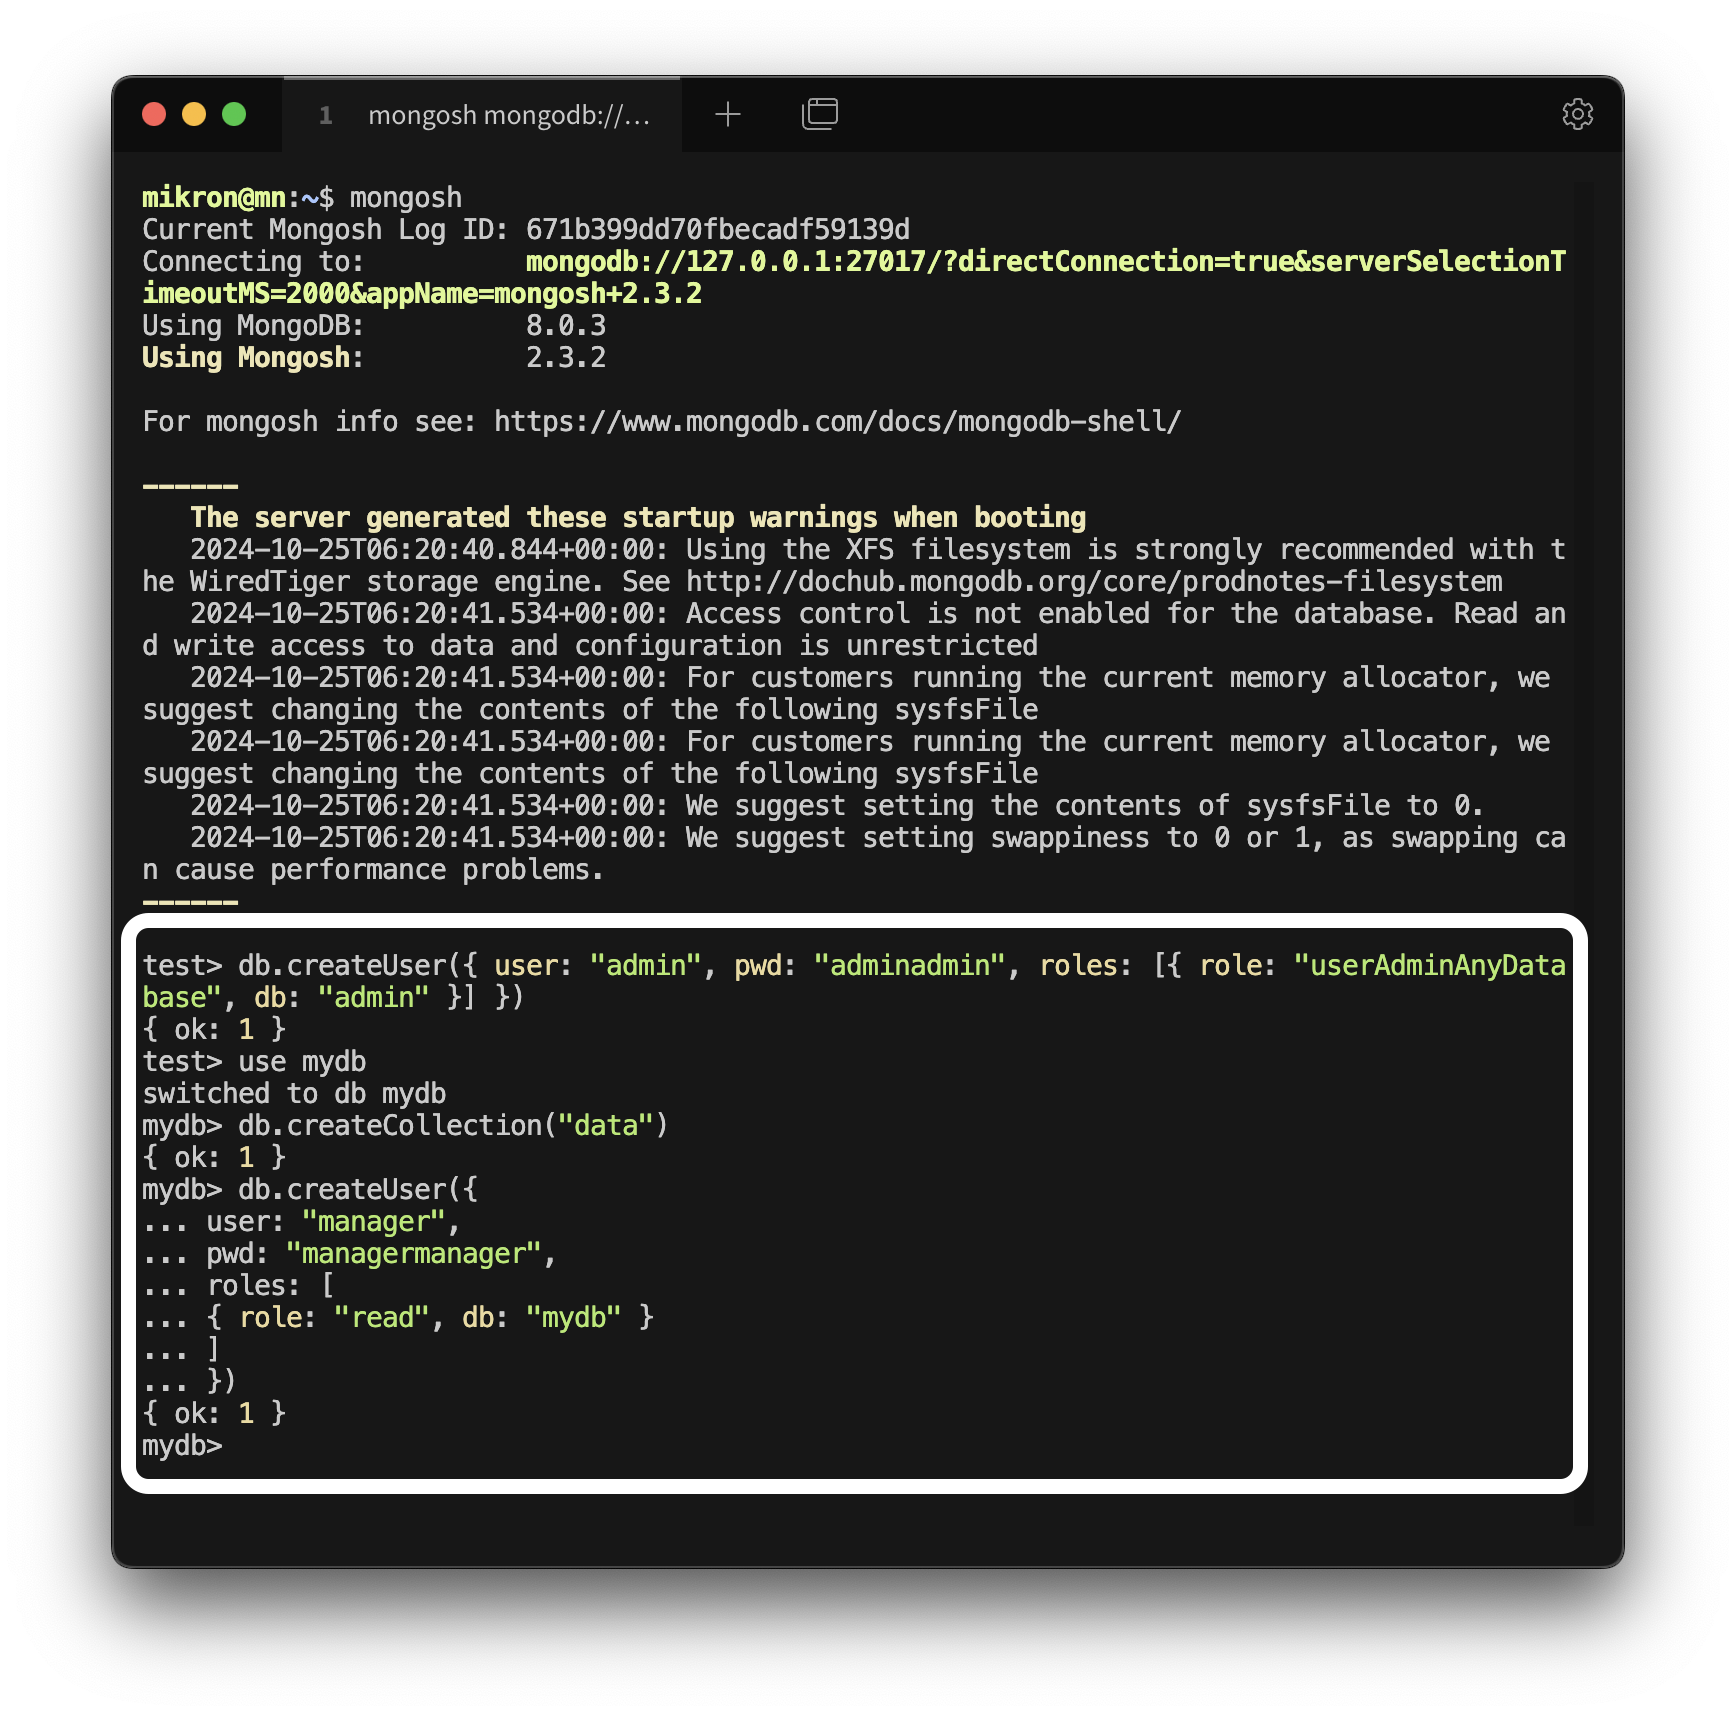 1 mongosh mongodb://…
mikron@mn:~$ mongosh
Current Mongosh Log ID: 671b399dd70fbecadf59139d
Connecting to:          mongodb://127.0.0.1:27017/?directConnection=true&serverSelectionT
imeoutMS=2000&appName=mongosh+2.3.2
Using MongoDB:          8.0.3
Using Mongosh:          2.3.2
For mongosh info see: https://www.mongodb.com/docs/mongodb-shell/
------
   The server generated these startup warnings when booting
   2024-10-25T06:20:40.844+00:00: Using the XFS filesystem is strongly recommended with t
he WiredTiger storage engine. See http://dochub.mongodb.org/core/prodnotes-filesystem
   2024-10-25T06:20:41.534+00:00: Access control is not enabled for the database. Read an
d write access to data and configuration is unrestricted
   2024-10-25T06:20:41.534+00:00: For customers running the current memory allocator, we
suggest changing the contents of the following sysfsFile
   2024-10-25T06:20:41.534+00:00: For customers running the current memory allocator, we
suggest changing the contents of the following sysfsFile
   2024-10-25T06:20:41.534+00:00: We suggest setting the contents of sysfsFile to 0.
   2024-10-25T06:20:41.534+00:00: We suggest setting swappiness to 0 or 1, as swapping ca
n cause performance problems.
------
test> db.createUser({ user: "admin", pwd: "adminadmin", roles: [{ role: "userAdminAnyData
base", db: "admin" }] })
{ ok: 1 }
test> use mydb
switched to db mydb
mydb> db.createCollection("data")
{ ok: 1 }
mydb> db.createUser({
... user: "manager",
... pwd: "managermanager",
... roles: [
... { role: "read", db: "mydb" }
... ]
... })
{ ok: 1 }
mydb>